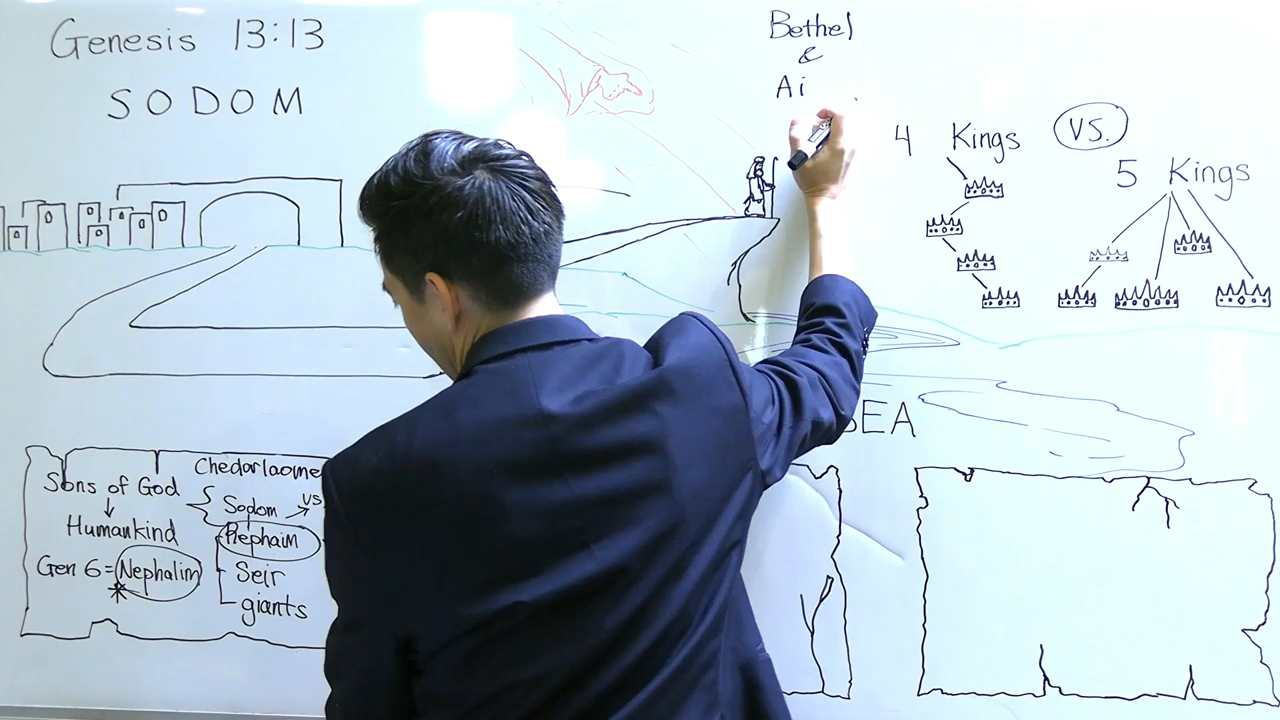 Genesis 13:13
SODOM
Bethel
&
Ai
4 Kings
VS.
5 Kings
SEA
Sons of God
↓
Humankind
Gen 6 = Nephalim
*
Chedorlaome
Sodom → vs
Rephaim
Seir
giants